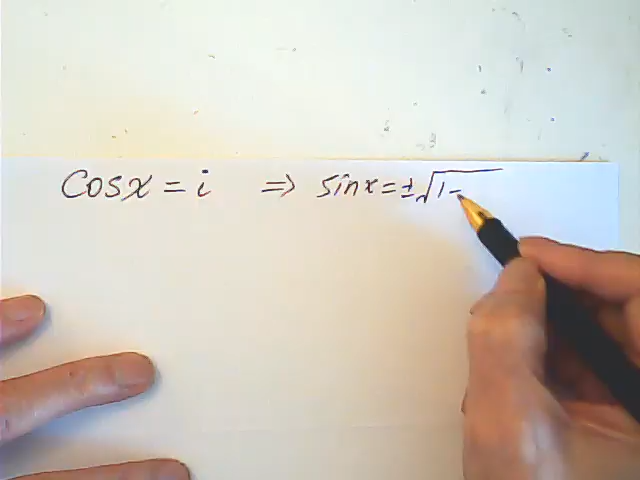 cosx = i ⇒ sinx = ±√1-